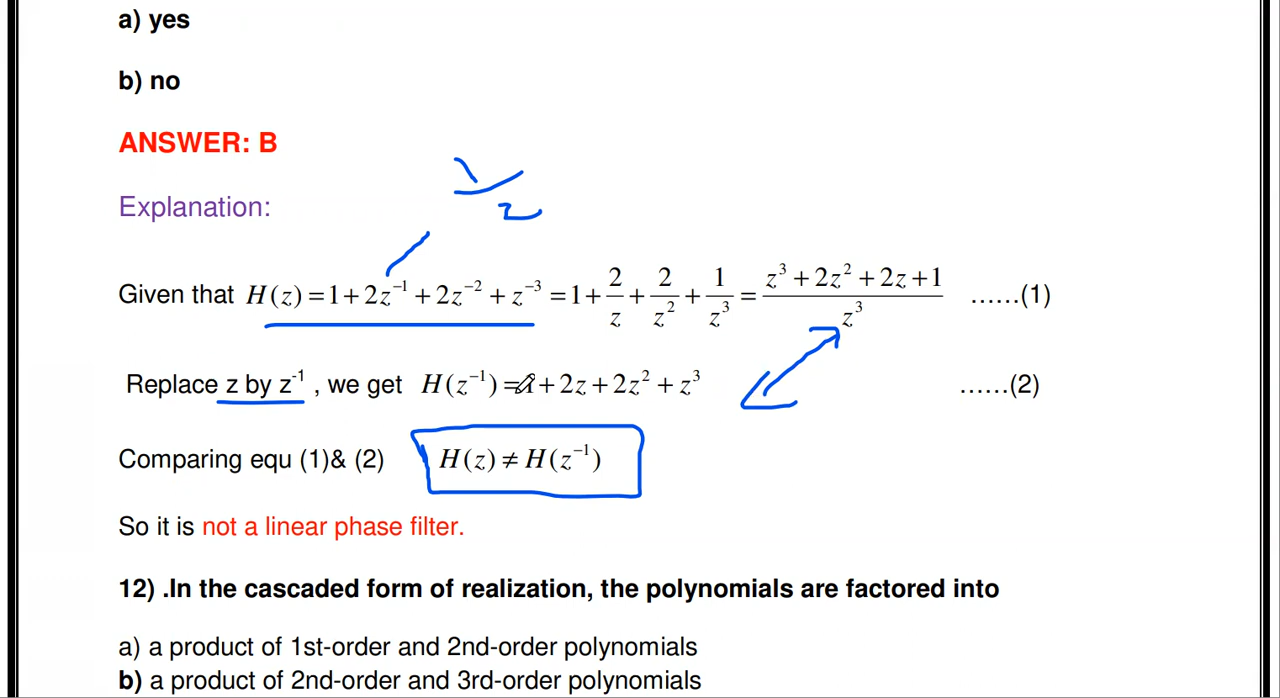 a) yes
b) no
ANSWER: B
Explanation:
Given that H(z) = 1 + 2z⁻¹ + 2z⁻² + z⁻³ = 1 + 2/z + 2/z² + 1/z³ = (z³ + 2z² + 2z + 1)/z³ ……(1)
Replace z by z⁻¹ , we get H(z⁻¹) = 1 + 2z + 2z² + z³ ……(2)
Comparing equ (1)& (2) H(z) ≠ H(z⁻¹)
So it is not a linear phase filter.
12) .In the cascaded form of realization, the polynomials are factored into
a) a product of 1st-order and 2nd-order polynomials
b) a product of 2nd-order and 3rd-order polynomials